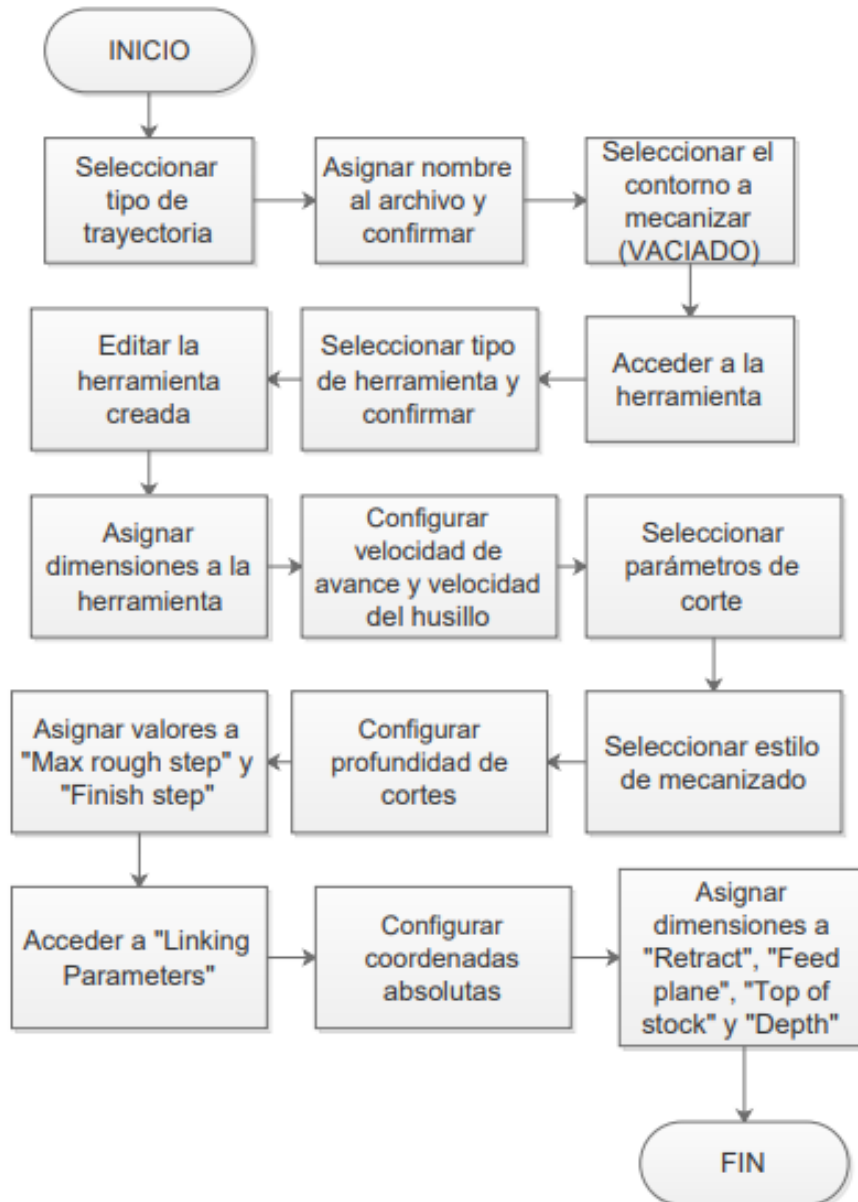 INICIO
Seleccionar
tipo de
trayectoria
Asignar nombre
al archivo y
confirmar
Seleccionar el
contorno a
mecanizar
(VACIADO)
Acceder a la
herramienta
Seleccionar tipo
de herramienta y
confirmar
Editar la
herramienta
creada
Asignar
dimensiones a la
herramienta
Configurar
velocidad de
avance y velocidad
del husillo
Seleccionar
parámetros de
corte
Seleccionar estilo
de mecanizado
Configurar
profundidad de
cortes
Asignar valores a
"Max rough step" y
"Finish step"
Acceder a "Linking
Parameters"
Configurar
coordenadas
absolutas
Asignar
dimensiones a
"Retract", "Feed
plane", "Top of
stock" y "Depth"
FIN